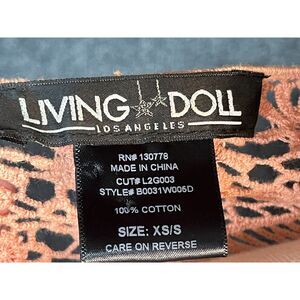 LIVING DOLL
LOS ANGELES
RN# 130778
MADE IN CHINA
CUT# L2G003
STYLE# B0031W005D
100% COTTON
SIZE: XS/S
CARE ON REVERSE